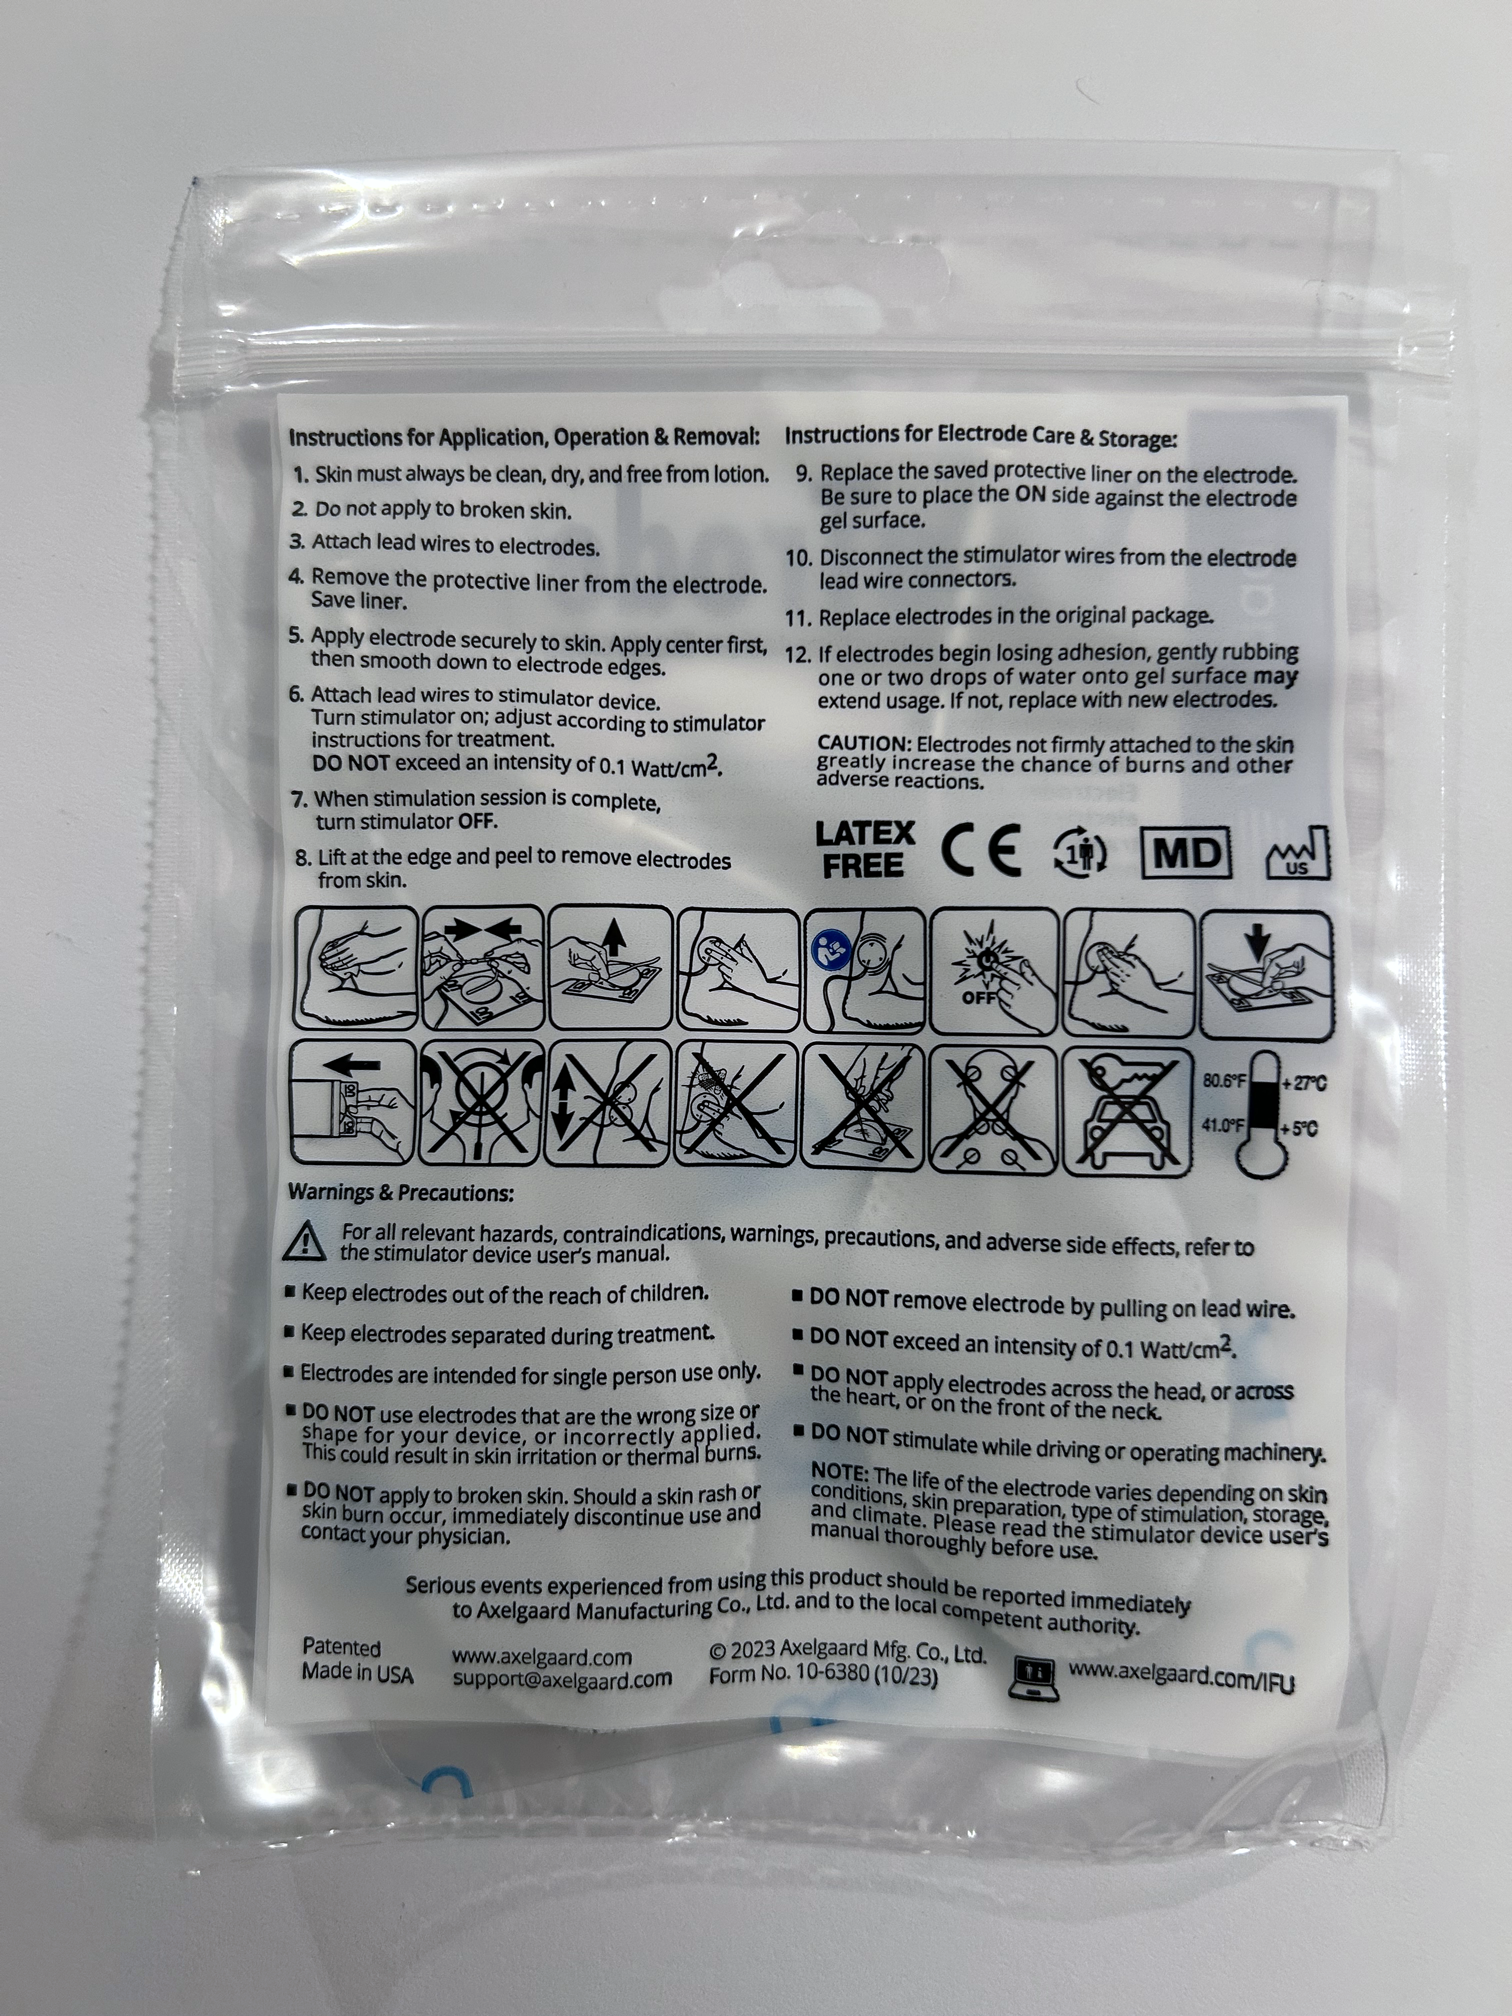 Instructions for Application, Operation & Removal:
1. Skin must always be clean, dry, and free from lotion.
2. Do not apply to broken skin.
3. Attach lead wires to electrodes.
4. Remove the protective liner from the electrode.
Save liner.
5. Apply electrode securely to skin. Apply center first,
then smooth down to electrode edges.
6. Attach lead wires to stimulator device.
Turn stimulator on; adjust according to stimulator
instructions for treatment.
DO NOT exceed an intensity of 0.1 Watt/cm².
7. When stimulation session is complete,
turn stimulator OFF.
8. Lift at the edge and peel to remove electrodes
from skin.
Instructions for Electrode Care & Storage:
9. Replace the saved protective liner on the electrode.
Be sure to place the ON side against the electrode
gel surface.
10. Disconnect the stimulator wires from the electrode
lead wire connectors.
11. Replace electrodes in the original package.
12. If electrodes begin losing adhesion, gently rubbing
one or two drops of water onto gel surface may
extend usage. If not, replace with new electrodes.
CAUTION: Electrodes not firmly attached to the skin
greatly increase the chance of burns and other
adverse reactions.
LATEX
FREE
CE
1
MD
US
OFF
80.6°F +27°C
41.0°F +5°C
Warnings & Precautions:
For all relevant hazards, contraindications, warnings, precautions, and adverse side effects, refer to
the stimulator device user's manual.
▪ Keep electrodes out of the reach of children.
▪ Keep electrodes separated during treatment.
▪ Electrodes are intended for single person use only.
▪ DO NOT use electrodes that are the wrong size or
shape for your device, or incorrectly applied.
This could result in skin irritation or thermal burns.
▪ DO NOT apply to broken skin. Should a skin rash or
skin burn occur, immediately discontinue use and
contact your physician.
▪ DO NOT remove electrode by pulling on lead wire.
▪ DO NOT exceed an intensity of 0.1 Watt/cm².
▪ DO NOT apply electrodes across the head, or across
the heart, or on the front of the neck.
▪ DO NOT stimulate while driving or operating machinery.
NOTE: The life of the electrode varies depending on skin
conditions, skin preparation, type of stimulation, storage,
and climate. Please read the stimulator device user's
manual thoroughly before use.
Serious events experienced from using this product should be reported immediately
to Axelgaard Manufacturing Co., Ltd. and to the local competent authority.
Patented
Made in USA
www.axelgaard.com
support@axelgaard.com
© 2023 Axelgaard Mfg. Co., Ltd.
Form No. 10-6380 (10/23)
www.axelgaard.com/IFU